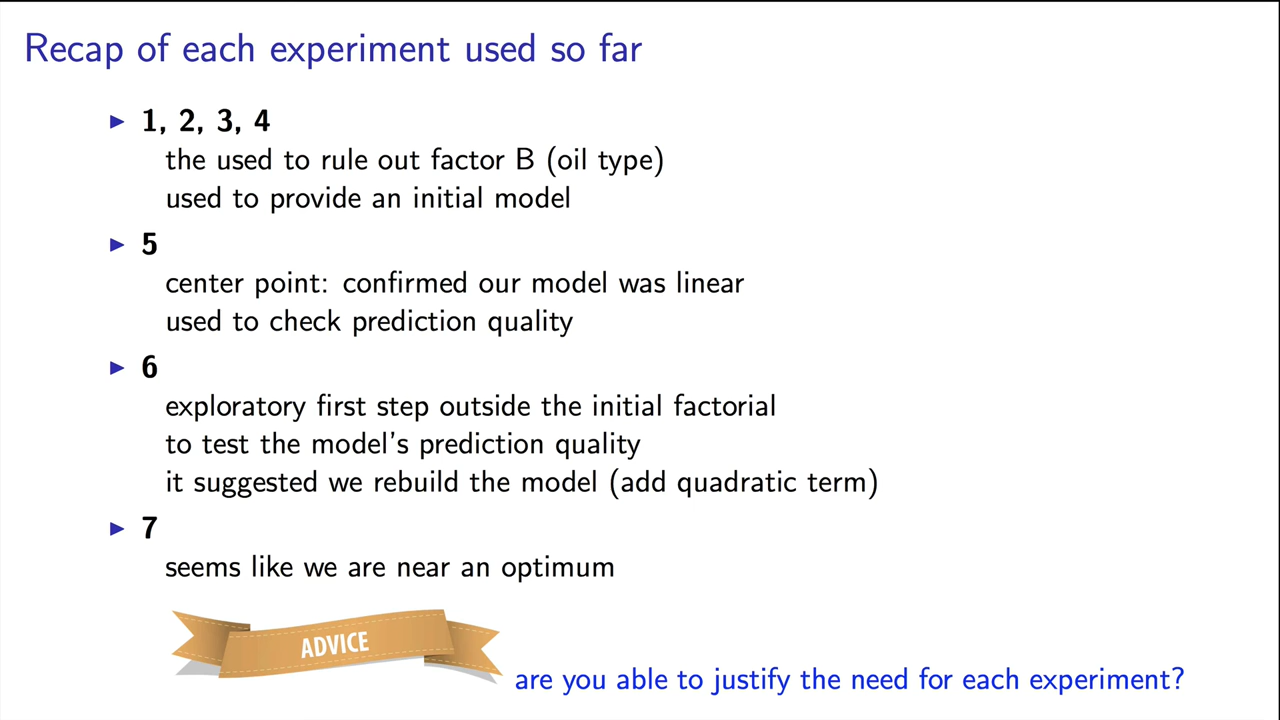 Recap of each experiment used so far
▶ 1, 2, 3, 4
the used to rule out factor B (oil type)
used to provide an initial model
▶ 5
center point: confirmed our model was linear
used to check prediction quality
▶ 6
exploratory first step outside the initial factorial
to test the model's prediction quality
it suggested we rebuild the model (add quadratic term)
▶ 7
seems like we are near an optimum
ADVICE
are you able to justify the need for each experiment?